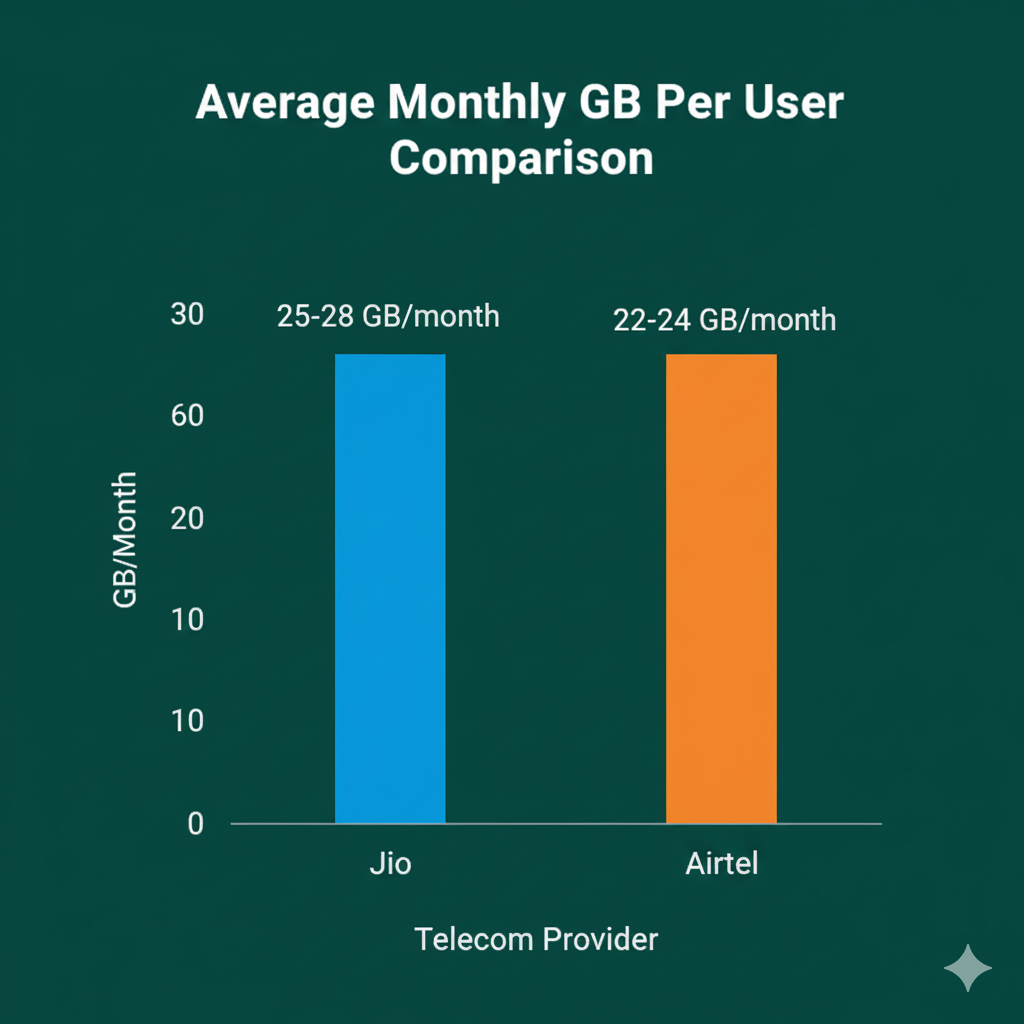 Average Monthly GB Per User
Comparison
30
25-28 GB/month
22-24 GB/month
60
20
10
10
0
GB/Month
Jio
Airtel
Telecom Provider